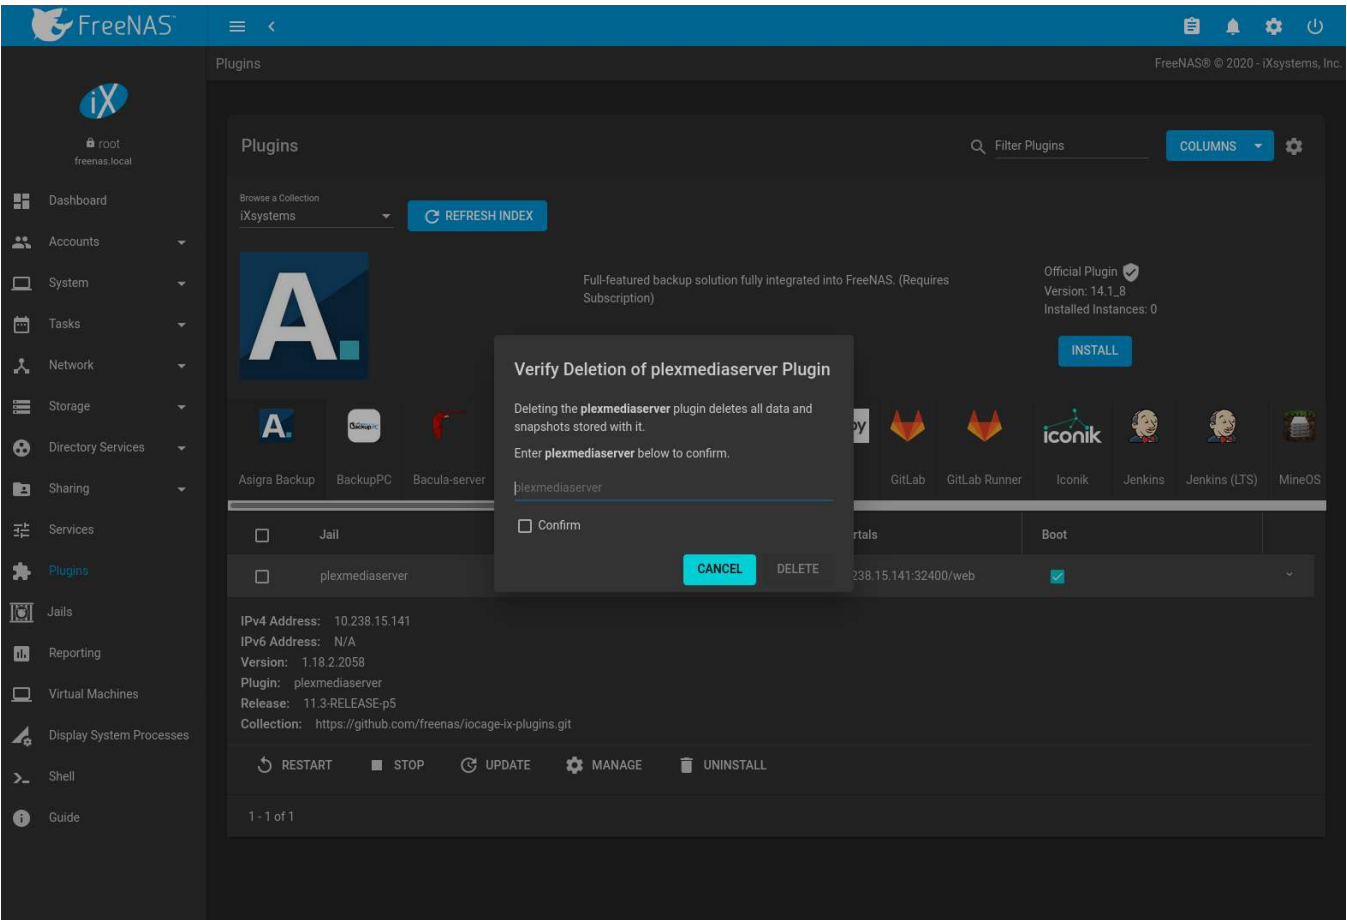 FreeNAS®
Plugins
FreeNAS® © 2020 - iXsystems, Inc.
iX
root
freenas.local
Dashboard
Accounts
System
Tasks
Network
Storage
Directory Services
Sharing
Services
Plugins
Jails
Reporting
Virtual Machines
Display System Processes
Shell
Guide
Plugins
Filter Plugins
COLUMNS
Browse a Collection
iXsystems
REFRESH INDEX
A.
Full-featured backup solution fully integrated into FreeNAS. (Requires
Subscription)
Official Plugin
Version: 14.1_8
Installed Instances: 0
INSTALL
Verify Deletion of plexmediaserver Plugin
Deleting the plexmediaserver plugin deletes all data and
snapshots stored with it.
Enter plexmediaserver below to confirm.
plexmediaserver
Confirm
CANCEL
DELETE
A.
iconik
Asigra Backup
BackupPC
Bacula-server
GitLab
GitLab Runner
Iconik
Jenkins
Jenkins (LTS)
MineOS
Jail
rtals
Boot
plexmediaserver
238.15.141:32400/web
IPv4 Address: 10.238.15.141
IPv6 Address: N/A
Version: 1.18.2.2058
Plugin: plexmediaserver
Release: 11.3-RELEASE-p5
Collection: https://github.com/freenas/iocage-ix-plugins.git
RESTART
STOP
UPDATE
MANAGE
UNINSTALL
1 - 1 of 1